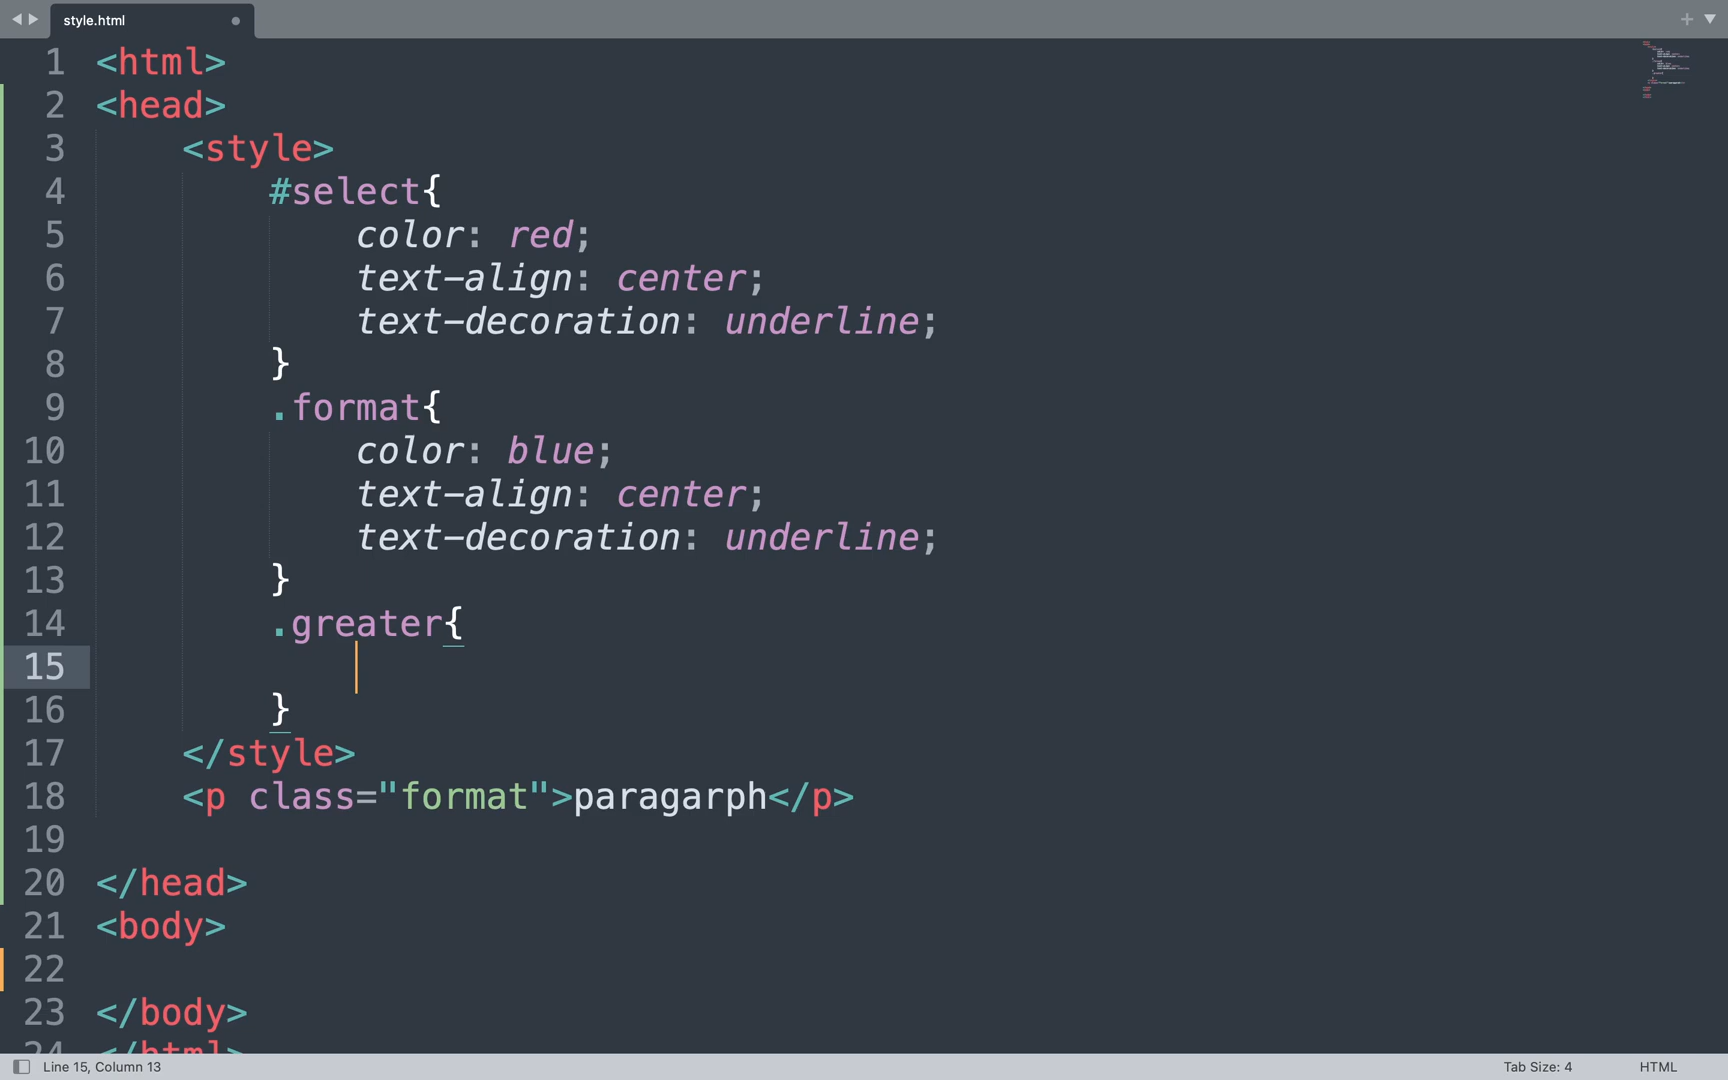 style.html
1 <html>
2 <head>
3 <style>
4 #select{
5 color: red;
6 text-align: center;
7 text-decoration: underline;
8 }
9 .format{
10 color: blue;
11 text-align: center;
12 text-decoration: underline;
13 }
14 .greater{
15
16 }
17 </style>
18 <p class="format">paragarph</p>
19
20 </head>
21 <body>
22
23 </body>
24 </html>
Line 15, Column 13 Tab Size: 4 HTML